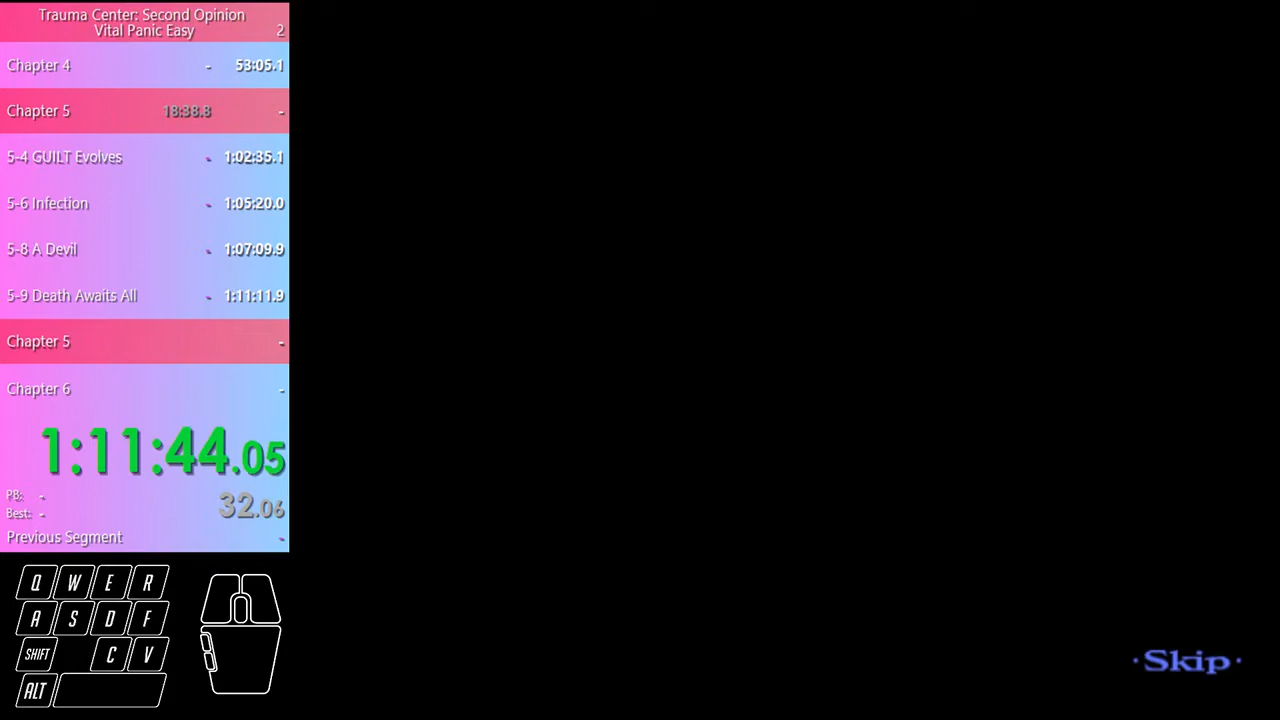 Trauma Center: Second Opinion
Vital Panic Easy 2
Chapter 4 - 53:05.1
Chapter 5 18:38.8 -
5-4 GUILT Evolves - 1:02:35.1
5-6 Infection - 1:05:20.0
5-8 A Devil - 1:07:09.9
5-9 Death Awaits All - 1:11:11.9
Chapter 5 -
Chapter 6 -
1:11:44.05
PB: - 32.06
Best: -
Previous Segment -
Q W E R
A S D F
SHIFT C V
ALT
·Skip·